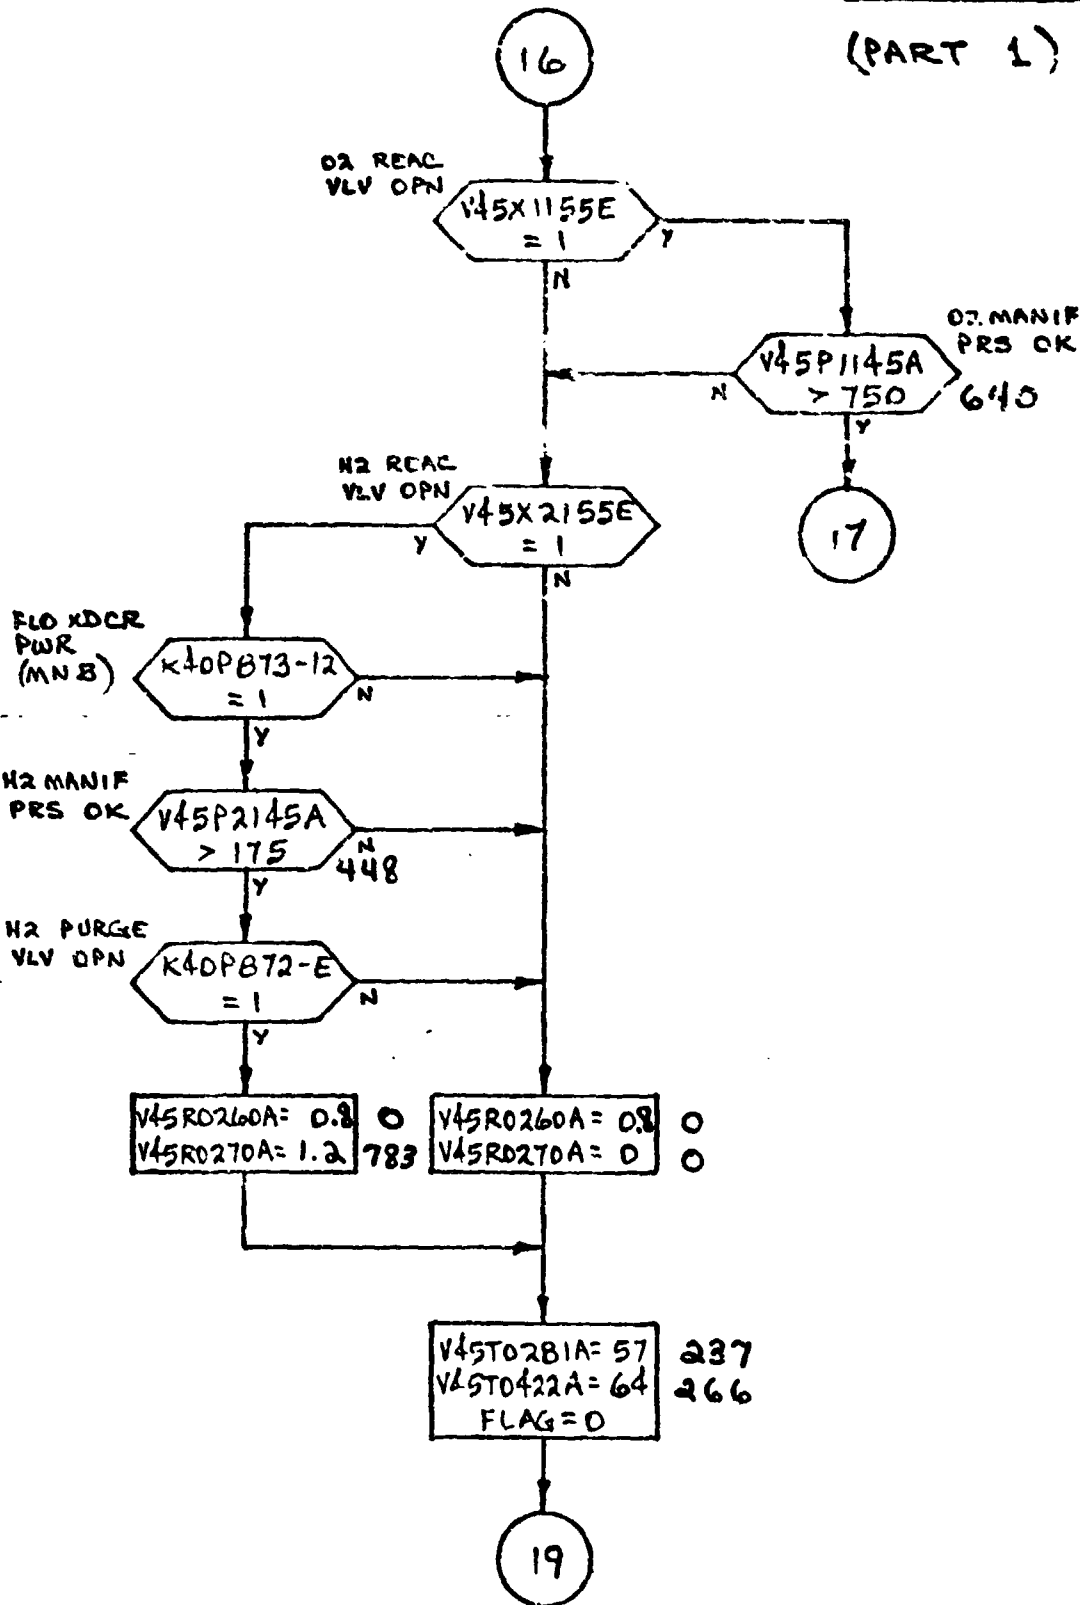 (PART 1)
16
O2 REAC
VLV OPN
V45X1155E
= 1
Y
N
O2 MANIF
PRS OK
V45P1145A
> 750
640
N
Y
17
H2 REAC
VLV OPN
V45X2155E
= 1
Y
N
FLO XDCR
PWR
(MNB)
K40PB73-12
= 1
N
Y
H2 MANIF
PRS OK
V45P2145A
> 175
N
448
Y
H2 PURGE
VLV OPN
K40PB72-E
= 1
N
Y
V45R0260A= 0.8 0
V45R0270A= 1.2 783
V45R0260A= 0.8 0
V45R0270A= 0 0
V45T0281A= 57 237
V45T0422A= 64 266
FLAG=0
19